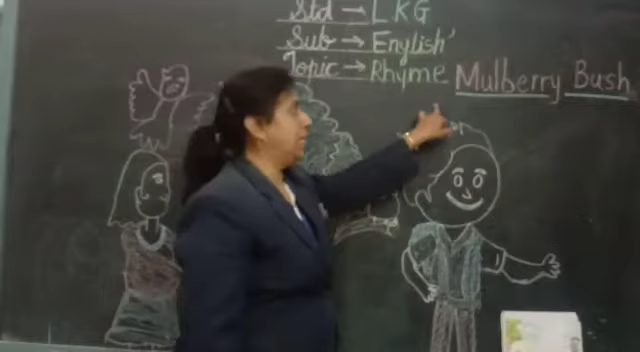 Std → LKG
Sub → English'
Topic → Rhyme Mulberry Bush